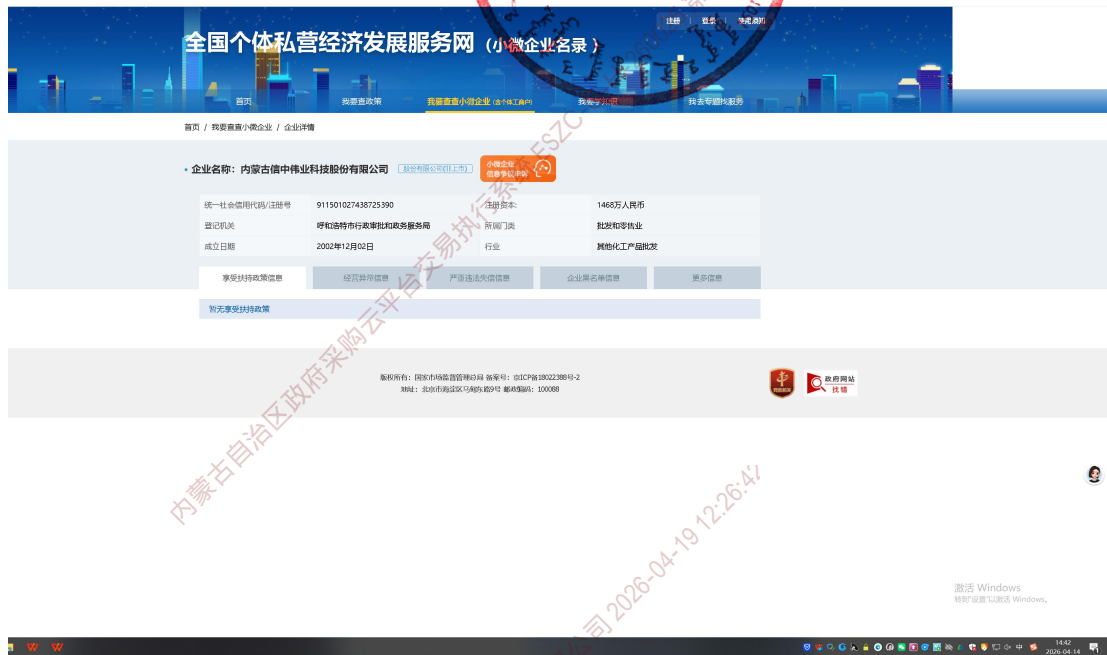 注册 | 登录 | 使用须知
全国个体私营经济发展服务网（小微企业名录）
首页 我要查政策 我要查查小微企业 (含个体工商户) 我要学知识 我去专题找服务
首页 / 我要查查小微企业 / 企业详情
企业名称：内蒙古信中伟业科技股份有限公司 股份有限公司(非上市) 小微企业
信息争议申请
统一社会信用代码/注册号 911501027438725390 注册资本: 1468万人民币
登记机关 呼和浩特市行政审批和政务服务局 所属门类 批发和零售业
成立日期 2002年12月02日 行业 其他化工产品批发
享受扶持政策信息 经营异常信息 严重违法失信信息 企业黑名单信息 更多信息
暂无享受扶持政策
版权所有：国家市场监督管理总局 备案号：京ICP备18022388号-2
地址：北京市海淀区马甸东路9号 邮政编码：100088
政府网站
找错
内蒙古自治区政府采购云平台交易执行系统
公司 2026-04-19 12:26:42
激活 Windows
转到"设置"以激活 Windows。
14:42
2026-04-14